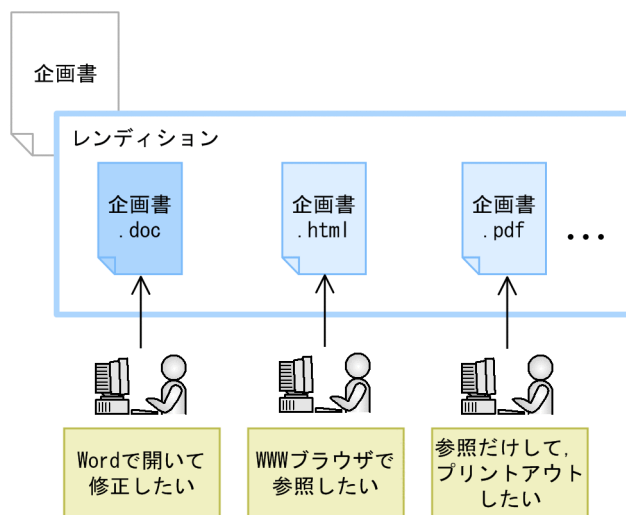 企画書
レンディション
企画書
.doc
企画書
.html
企画書
.pdf
...
Wordで開いて
修正したい
WWWブラウザで
参照したい
参照だけして,
プリントアウト
したい